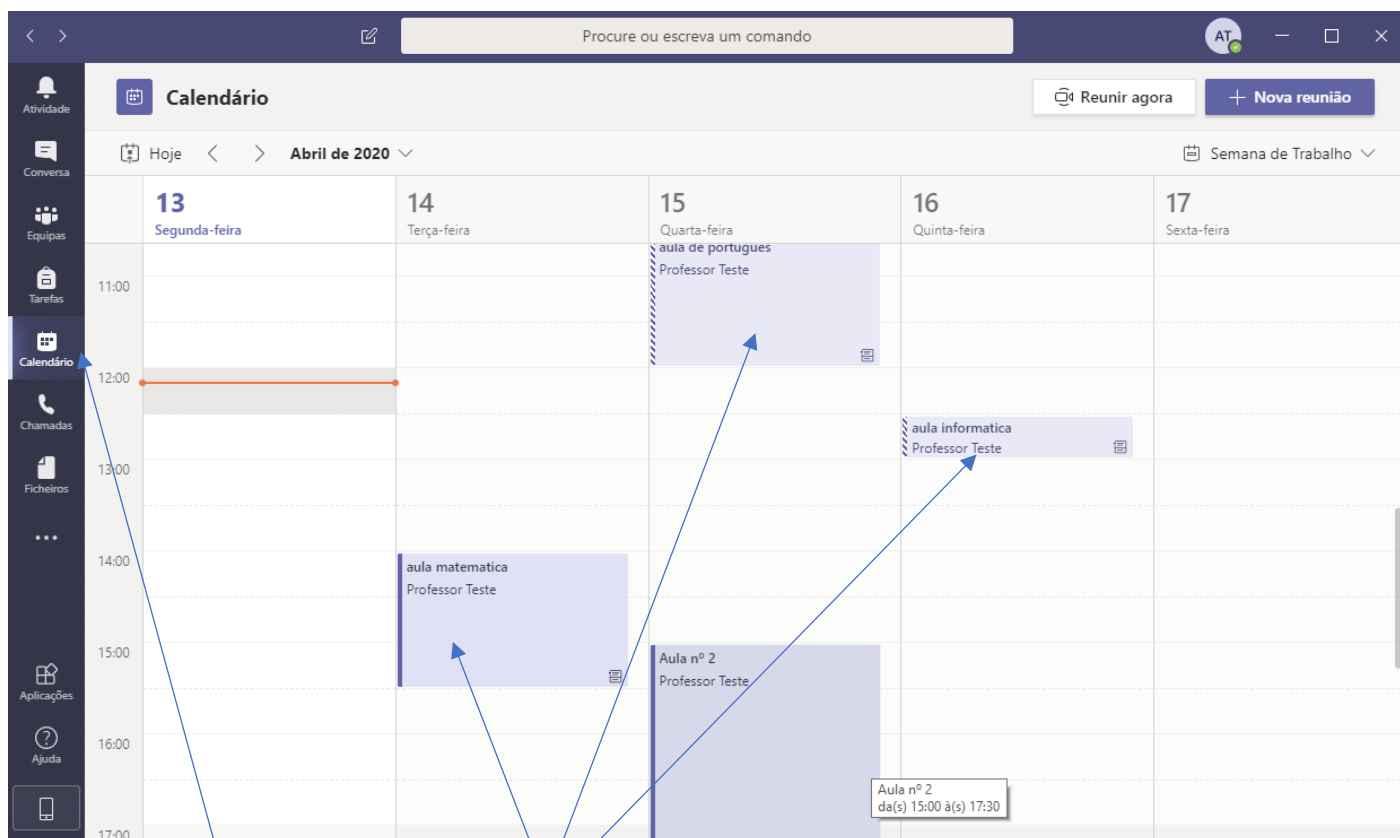 Procure ou escreva um comando
AT
Atividade
Conversa
Equipas
Tarefas
Calendário
Chamadas
Ficheiros
Aplicações
Ajuda
Calendário
Reunir agora
Nova reunião
Hoje
Abril de 2020
Semana de Trabalho
13
Segunda-feira
14
Terça-feira
15
Quarta-feira
16
Quinta-feira
17
Sexta-feira
11:00
12:00
13:00
14:00
15:00
16:00
17:00
aula de portugues
Professor Teste
aula informatica
Professor Teste
aula matematica
Professor Teste
Aula nº 2
Professor Teste
Aula nº 2
da(s) 15:00 à(s) 17:30